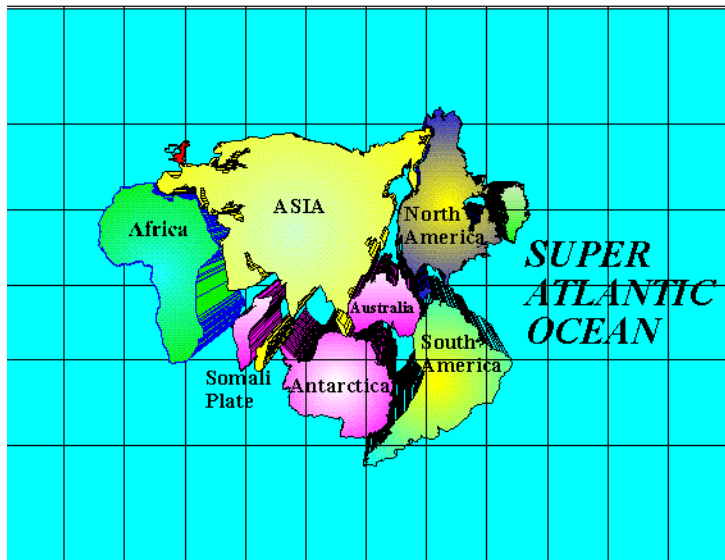 ASIA
Africa
North
America
SUPER
ATLANTIC
OCEAN
Australia
South
America
Somali
Plate
Antarctica